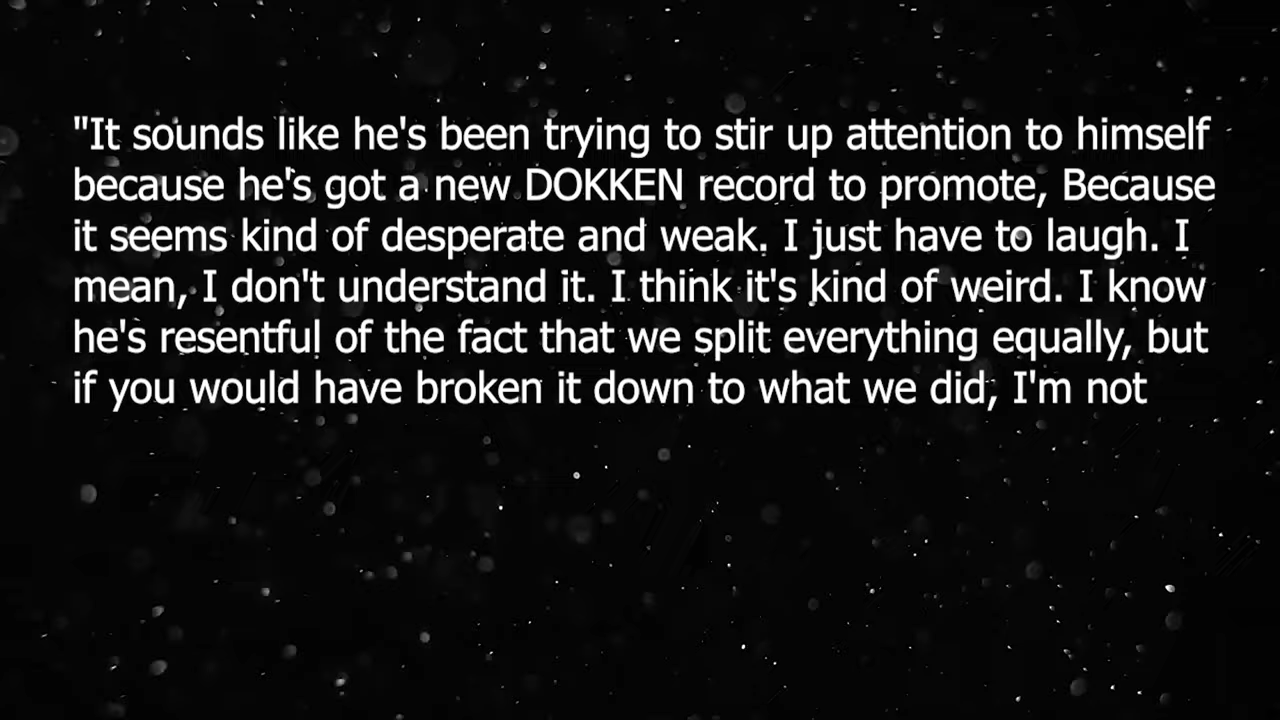 "It sounds like he's been trying to stir up attention to himself
because he's got a new DOKKEN record to promote, Because
it seems kind of desperate and weak. I just have to laugh. I
mean, I don't understand it. I think it's kind of weird. I know
he's resentful of the fact that we split everything equally, but
if you would have broken it down to what we did, I'm not